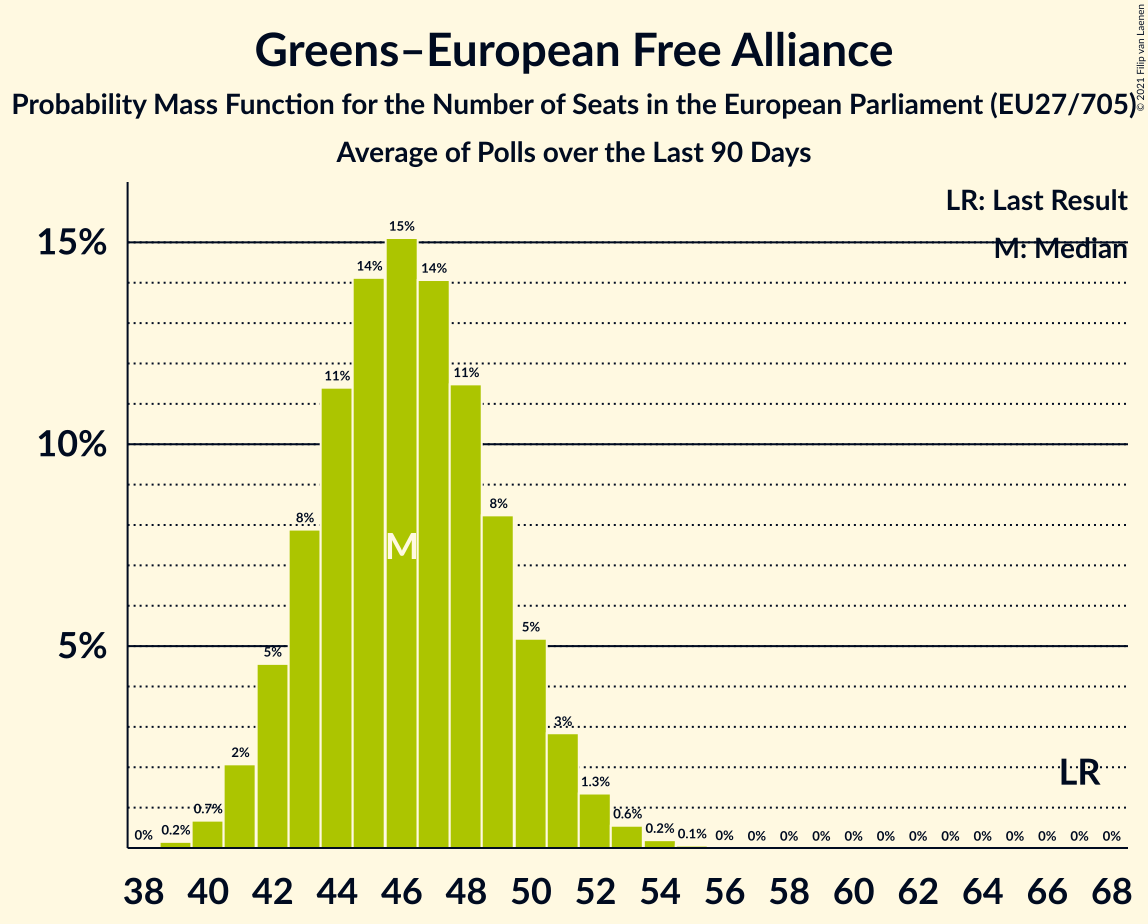 © 2021 Filip van Laenen
Greens–European Free Alliance
Probability Mass Function for the Number of Seats in the European Parliament (EU27/705)
Average of Polls over the Last 90 Days
LR: Last Result
M: Median
15%
10%
5%
0% 0.2% 0.7% 2% 5% 8% 11% 14% 15% 14% 11% 8% 5% 3% 1.3% 0.6% 0.2% 0.1% 0% 0% 0% 0% 0% 0% 0% 0% 0% 0% 0% 0% 0%
M
LR
38 40 42 44 46 48 50 52 54 56 58 60 62 64 66 68